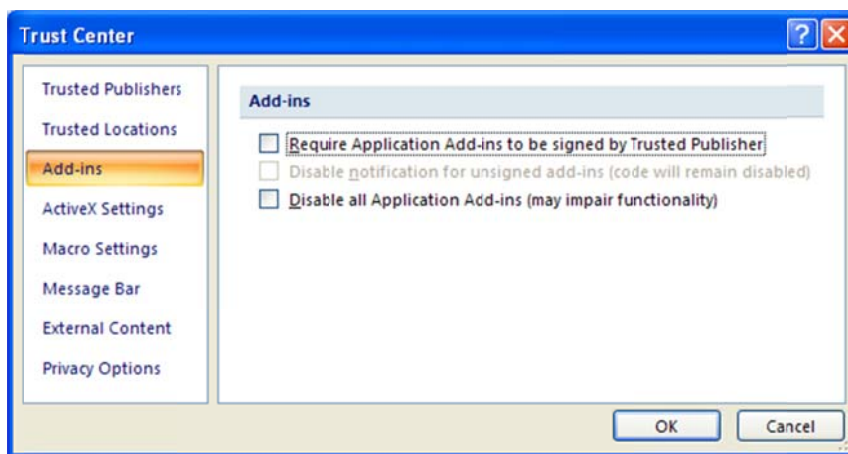 Trust Center
Trusted Publishers
Trusted Locations
Add-ins
ActiveX Settings
Macro Settings
Message Bar
External Content
Privacy Options
Add-ins
Require Application Add-ins to be signed by Trusted Publisher
Disable notification for unsigned add-ins (code will remain disabled)
Disable all Application Add-ins (may impair functionality)
OK
Cancel